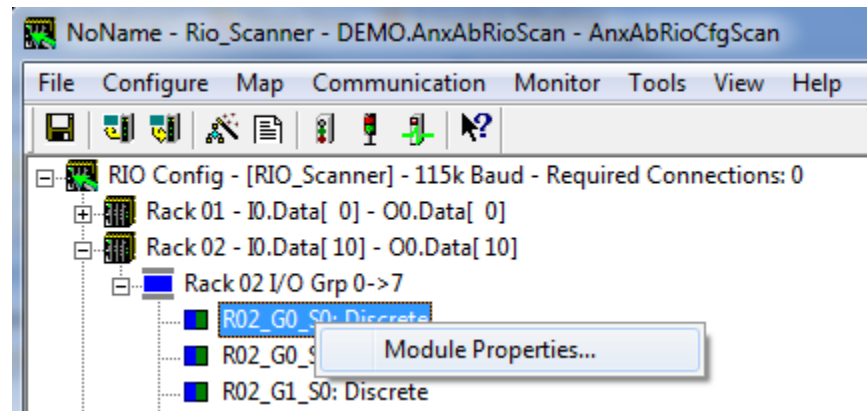 NoName - Rio_Scanner - DEMO.AnxAbRioScan - AnxAbRioCfgScan
File Configure Map Communication Monitor Tools View Help
RIO Config - [RIO_Scanner] - 115k Baud - Required Connections: 0
Rack 01 - I0.Data[ 0] - O0.Data[ 0]
Rack 02 - I0.Data[ 10] - O0.Data[ 10]
Rack 02 I/O Grp 0->7
R02_G0_S0: Discrete
R02_G0_S
Module Properties...
R02_G1_S0: Discrete